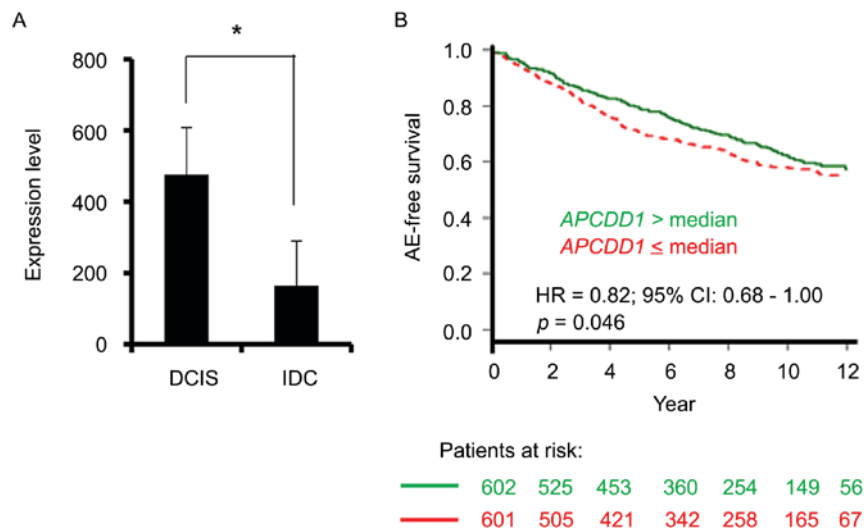 A
*
800
600
400
200
0
Expression level
DCIS IDC
B
1.0
0.8
0.6
0.4
0.2
0.0
AE-free survival
APCDD1 > median
APCDD1 ≤ median
HR = 0.82; 95% CI: 0.68 - 1.00
p = 0.046
0 2 4 6 8 10 12
Year
Patients at risk:
602 525 453 360 254 149 56
601 505 421 342 258 165 67